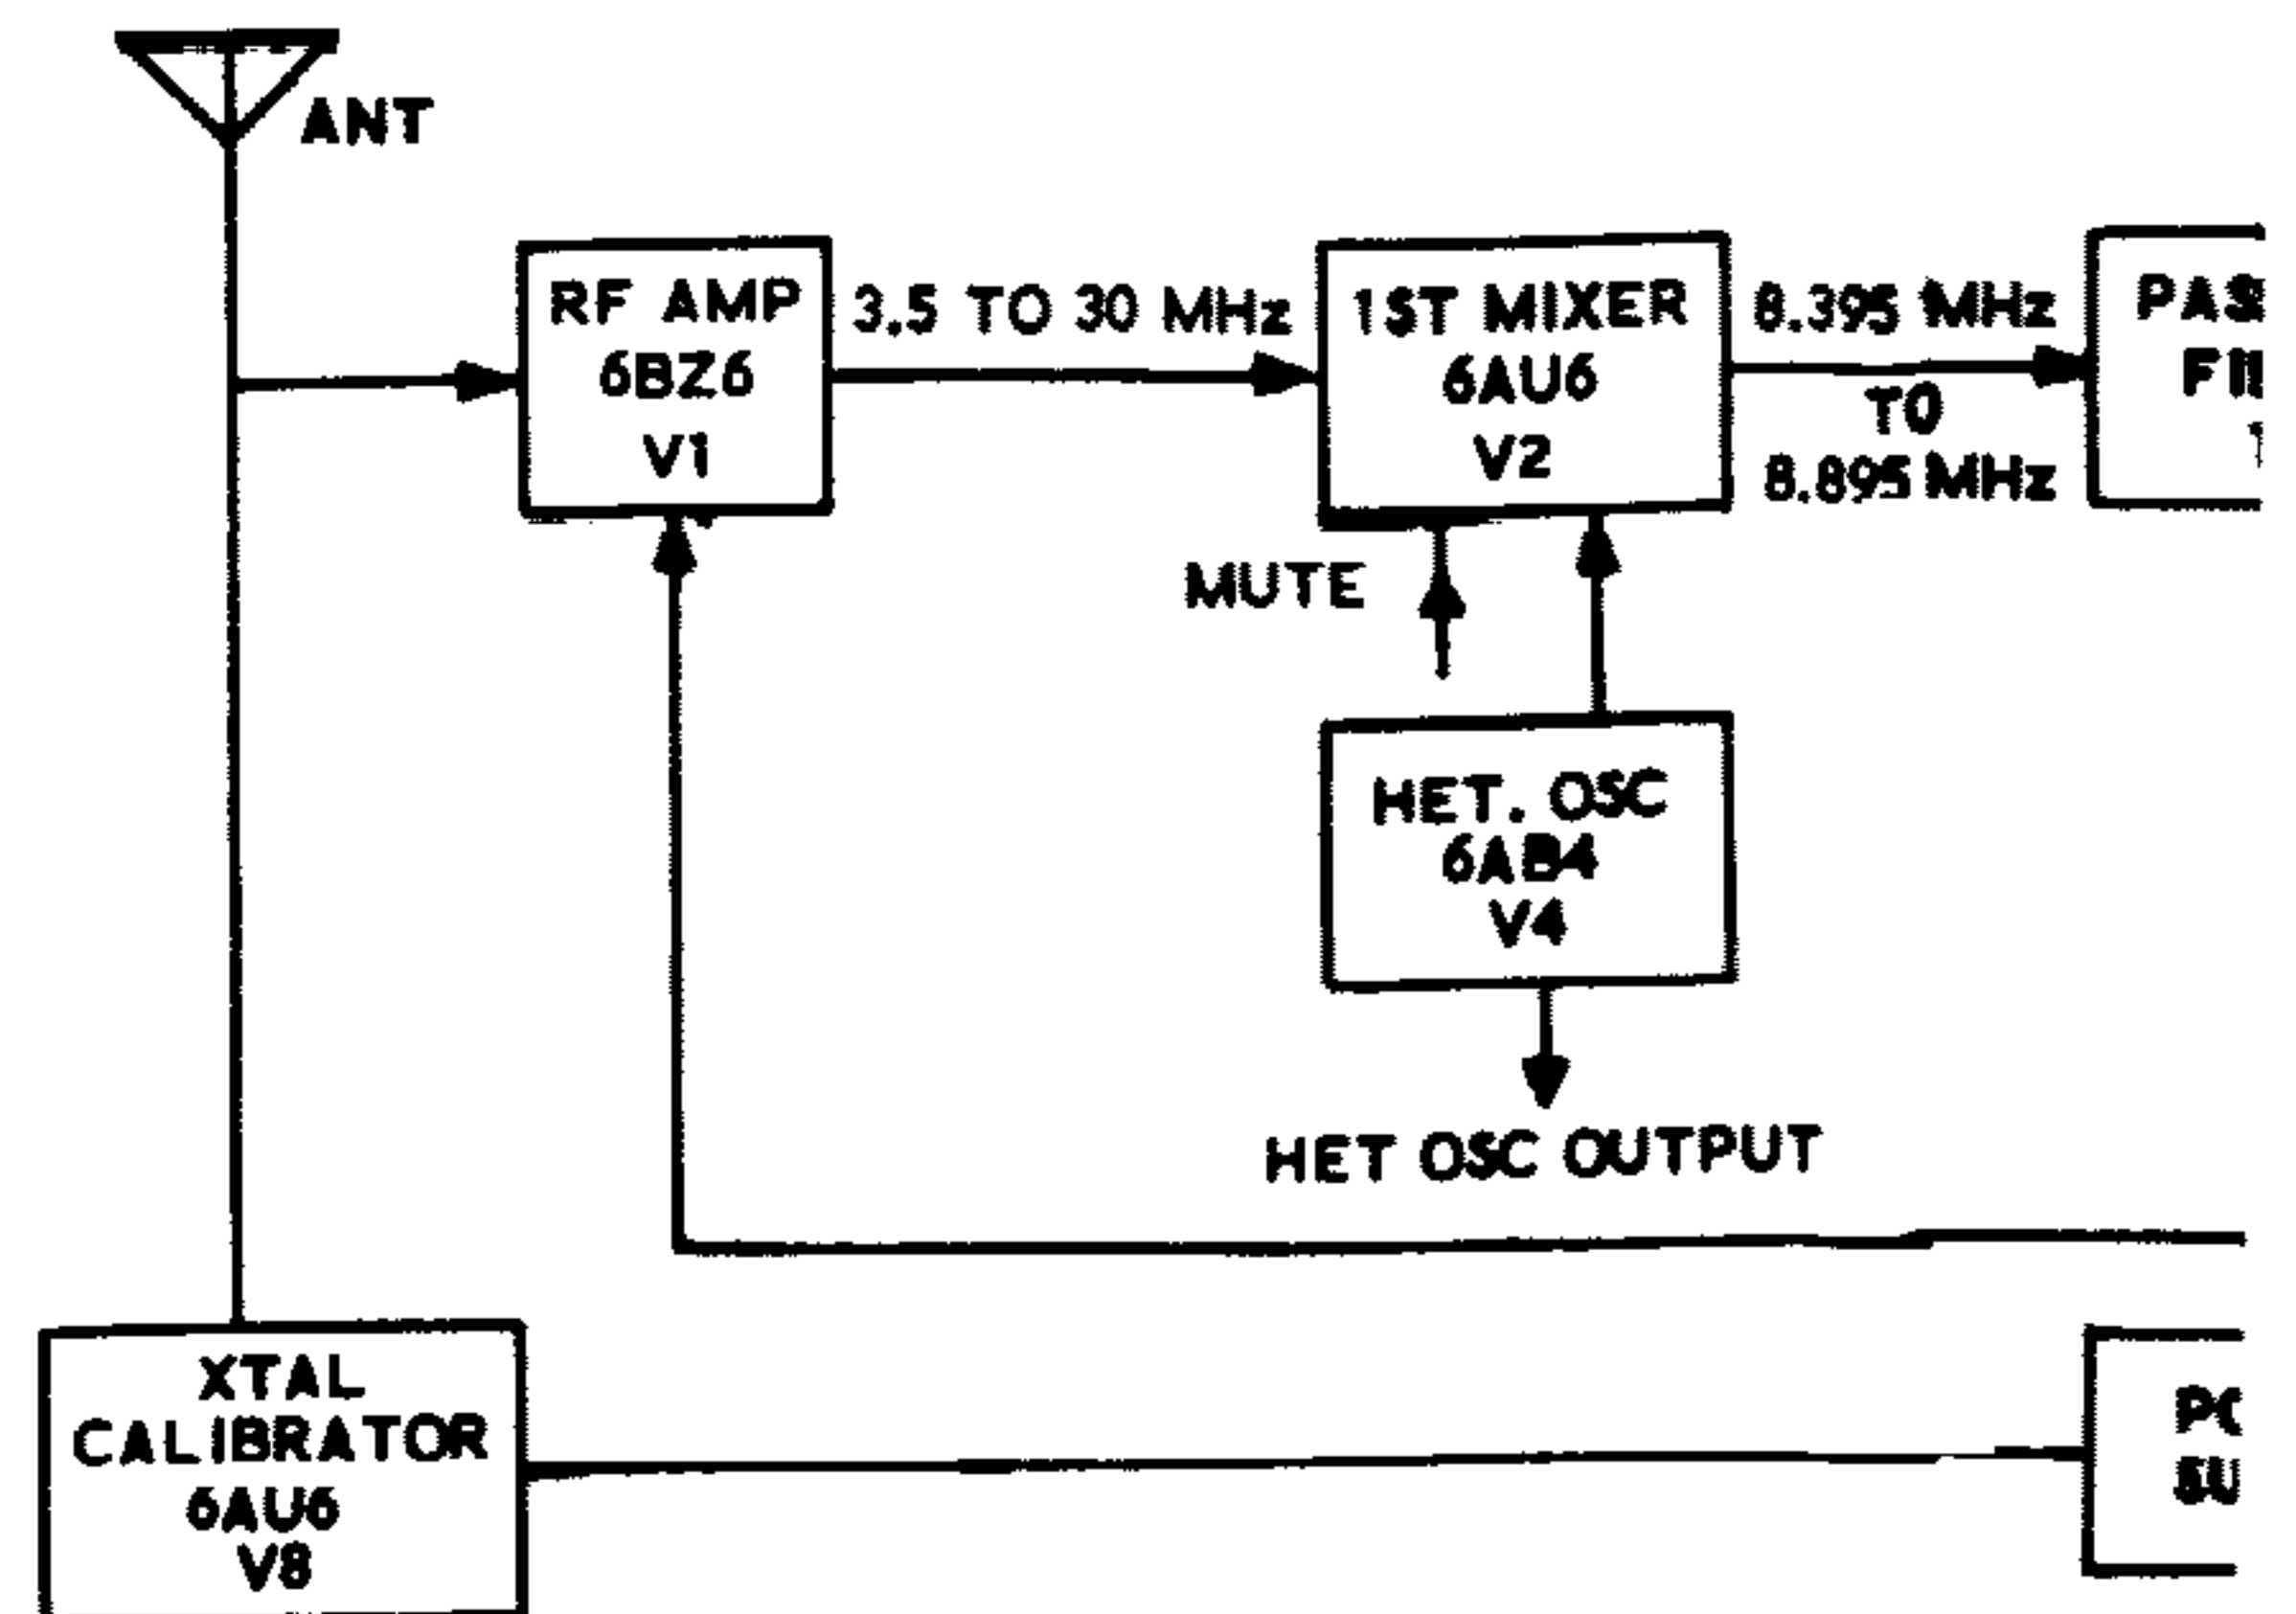 ANT
RF AMP
6BZ6
V1
3.5 TO 30 MHz
1ST MIXER
6AU6
V2
8.395 MHz
TO
8.895 MHz
PAS
MUTE
HET. OSC
6AB4
V4
HET OSC OUTPUT
XTAL
CALIBRATOR
6AU6
V8